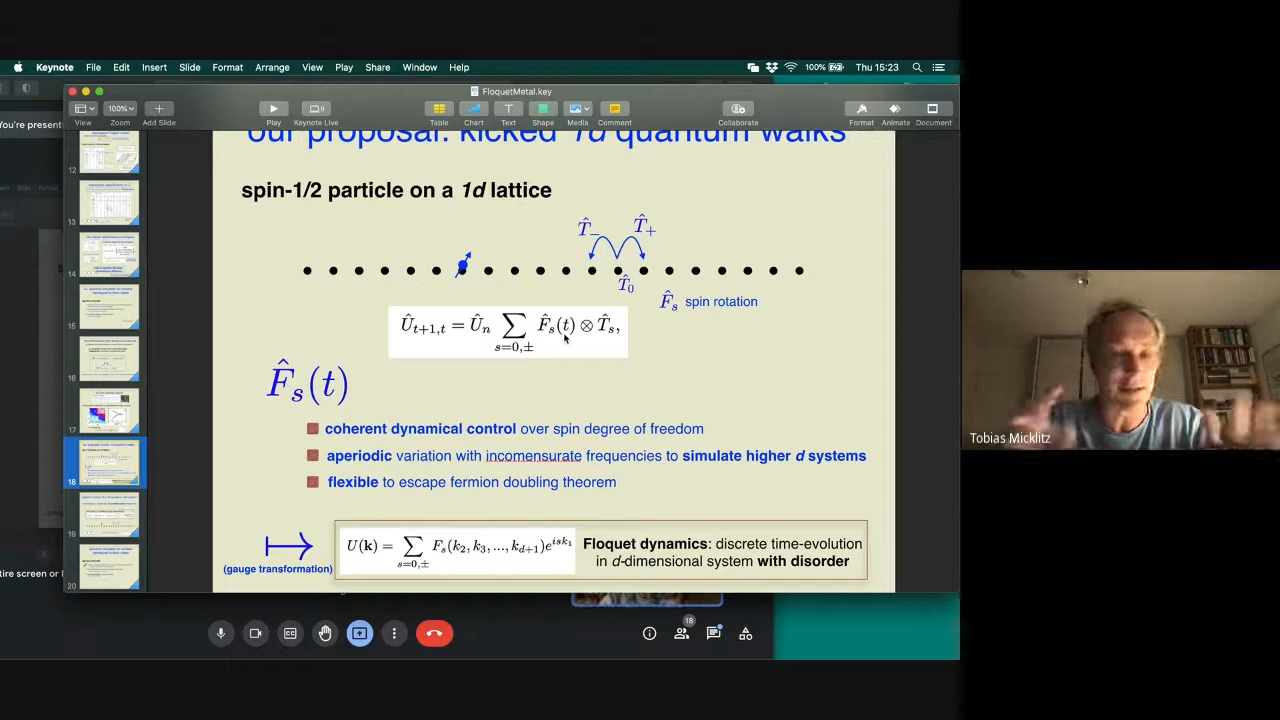 Keynote File Edit Insert Slide Format Arrange View Play Share Window Help 100% Thu 15:23
FloquetMetal.key
100%
View Zoom Add Slide Play Keynote Live Table Chart Text Shape Media Comment Collaborate Format Animate Document
You're present
our proposal: kicked 1d quantum walks
spin-1/2 particle on a 1d lattice
T̂₋ T̂₊
T̂₀
F̂ₛ spin rotation
Û_{t+1,t} = Û_n ∑_{s=0,±} F̂ₛ(t) ⊗ T̂ₛ,
F̂ₛ(t)
coherent dynamical control over spin degree of freedom
aperiodic variation with incomensrate frequencies to simulate higher d systems
flexible to escape fermion doubling theorem
(gauge transformation)
U(k) = ∑_{s=0,±} Fₛ(k₂, k₃, ..., k_{d+1})e^{isk₁}
Floquet dynamics: discrete time-evolution
in d-dimensional system with disorder
12
13
14
15
16
17
18
19
20
tire screen or
18
Tobias Micklitz